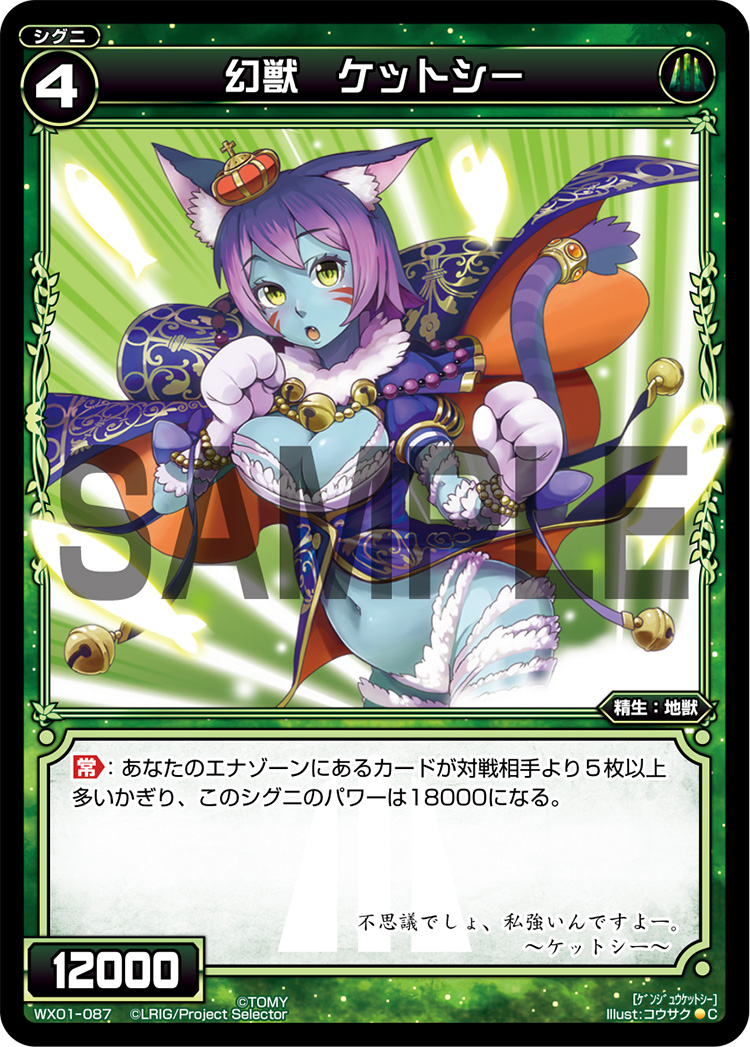 シグニ
4
幻獣 ケットシー
SAMPLE
精生:地獣
常:あなたのエナゾーンにあるカードが対戦相手より5枚以上
多いかぎり、このシグニのパワーは18000になる。
不思議でしょ、私強いんですよー。
～ケットシー～
12000
WX01-087 ©LRIG/Project Selector
©TOMY
[ｹﾞﾝｼﾞｭｳｹｯﾄｼｰ]
Illust:コウサク C